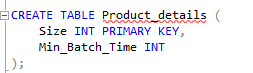 CREATE TABLE Product_details (
Size INT PRIMARY KEY,
Min_Batch_Time INT
);